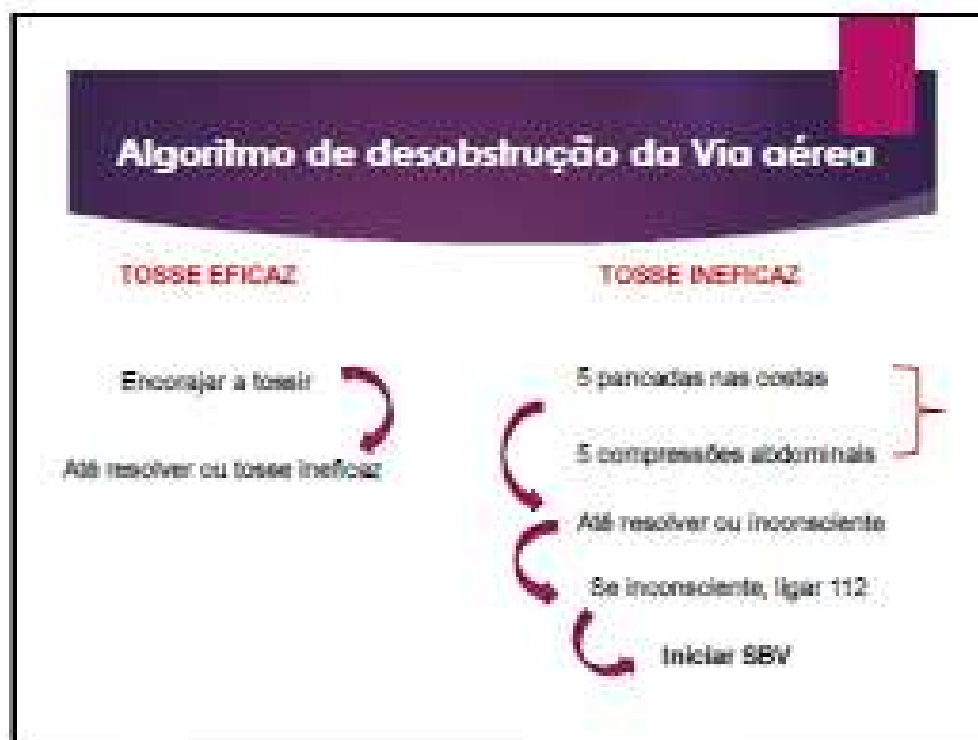 Algoritmo de desobstrução da Via aérea
TOSSE EFICAZ
Encorajar a tossir
Até resolver ou tosse ineficaz
TOSSE INEFICAZ
5 pancadas nas costas
5 compressões abdominais
Até resolver ou inconsciente
Se inconsciente, ligar 112
Iniciar SBV